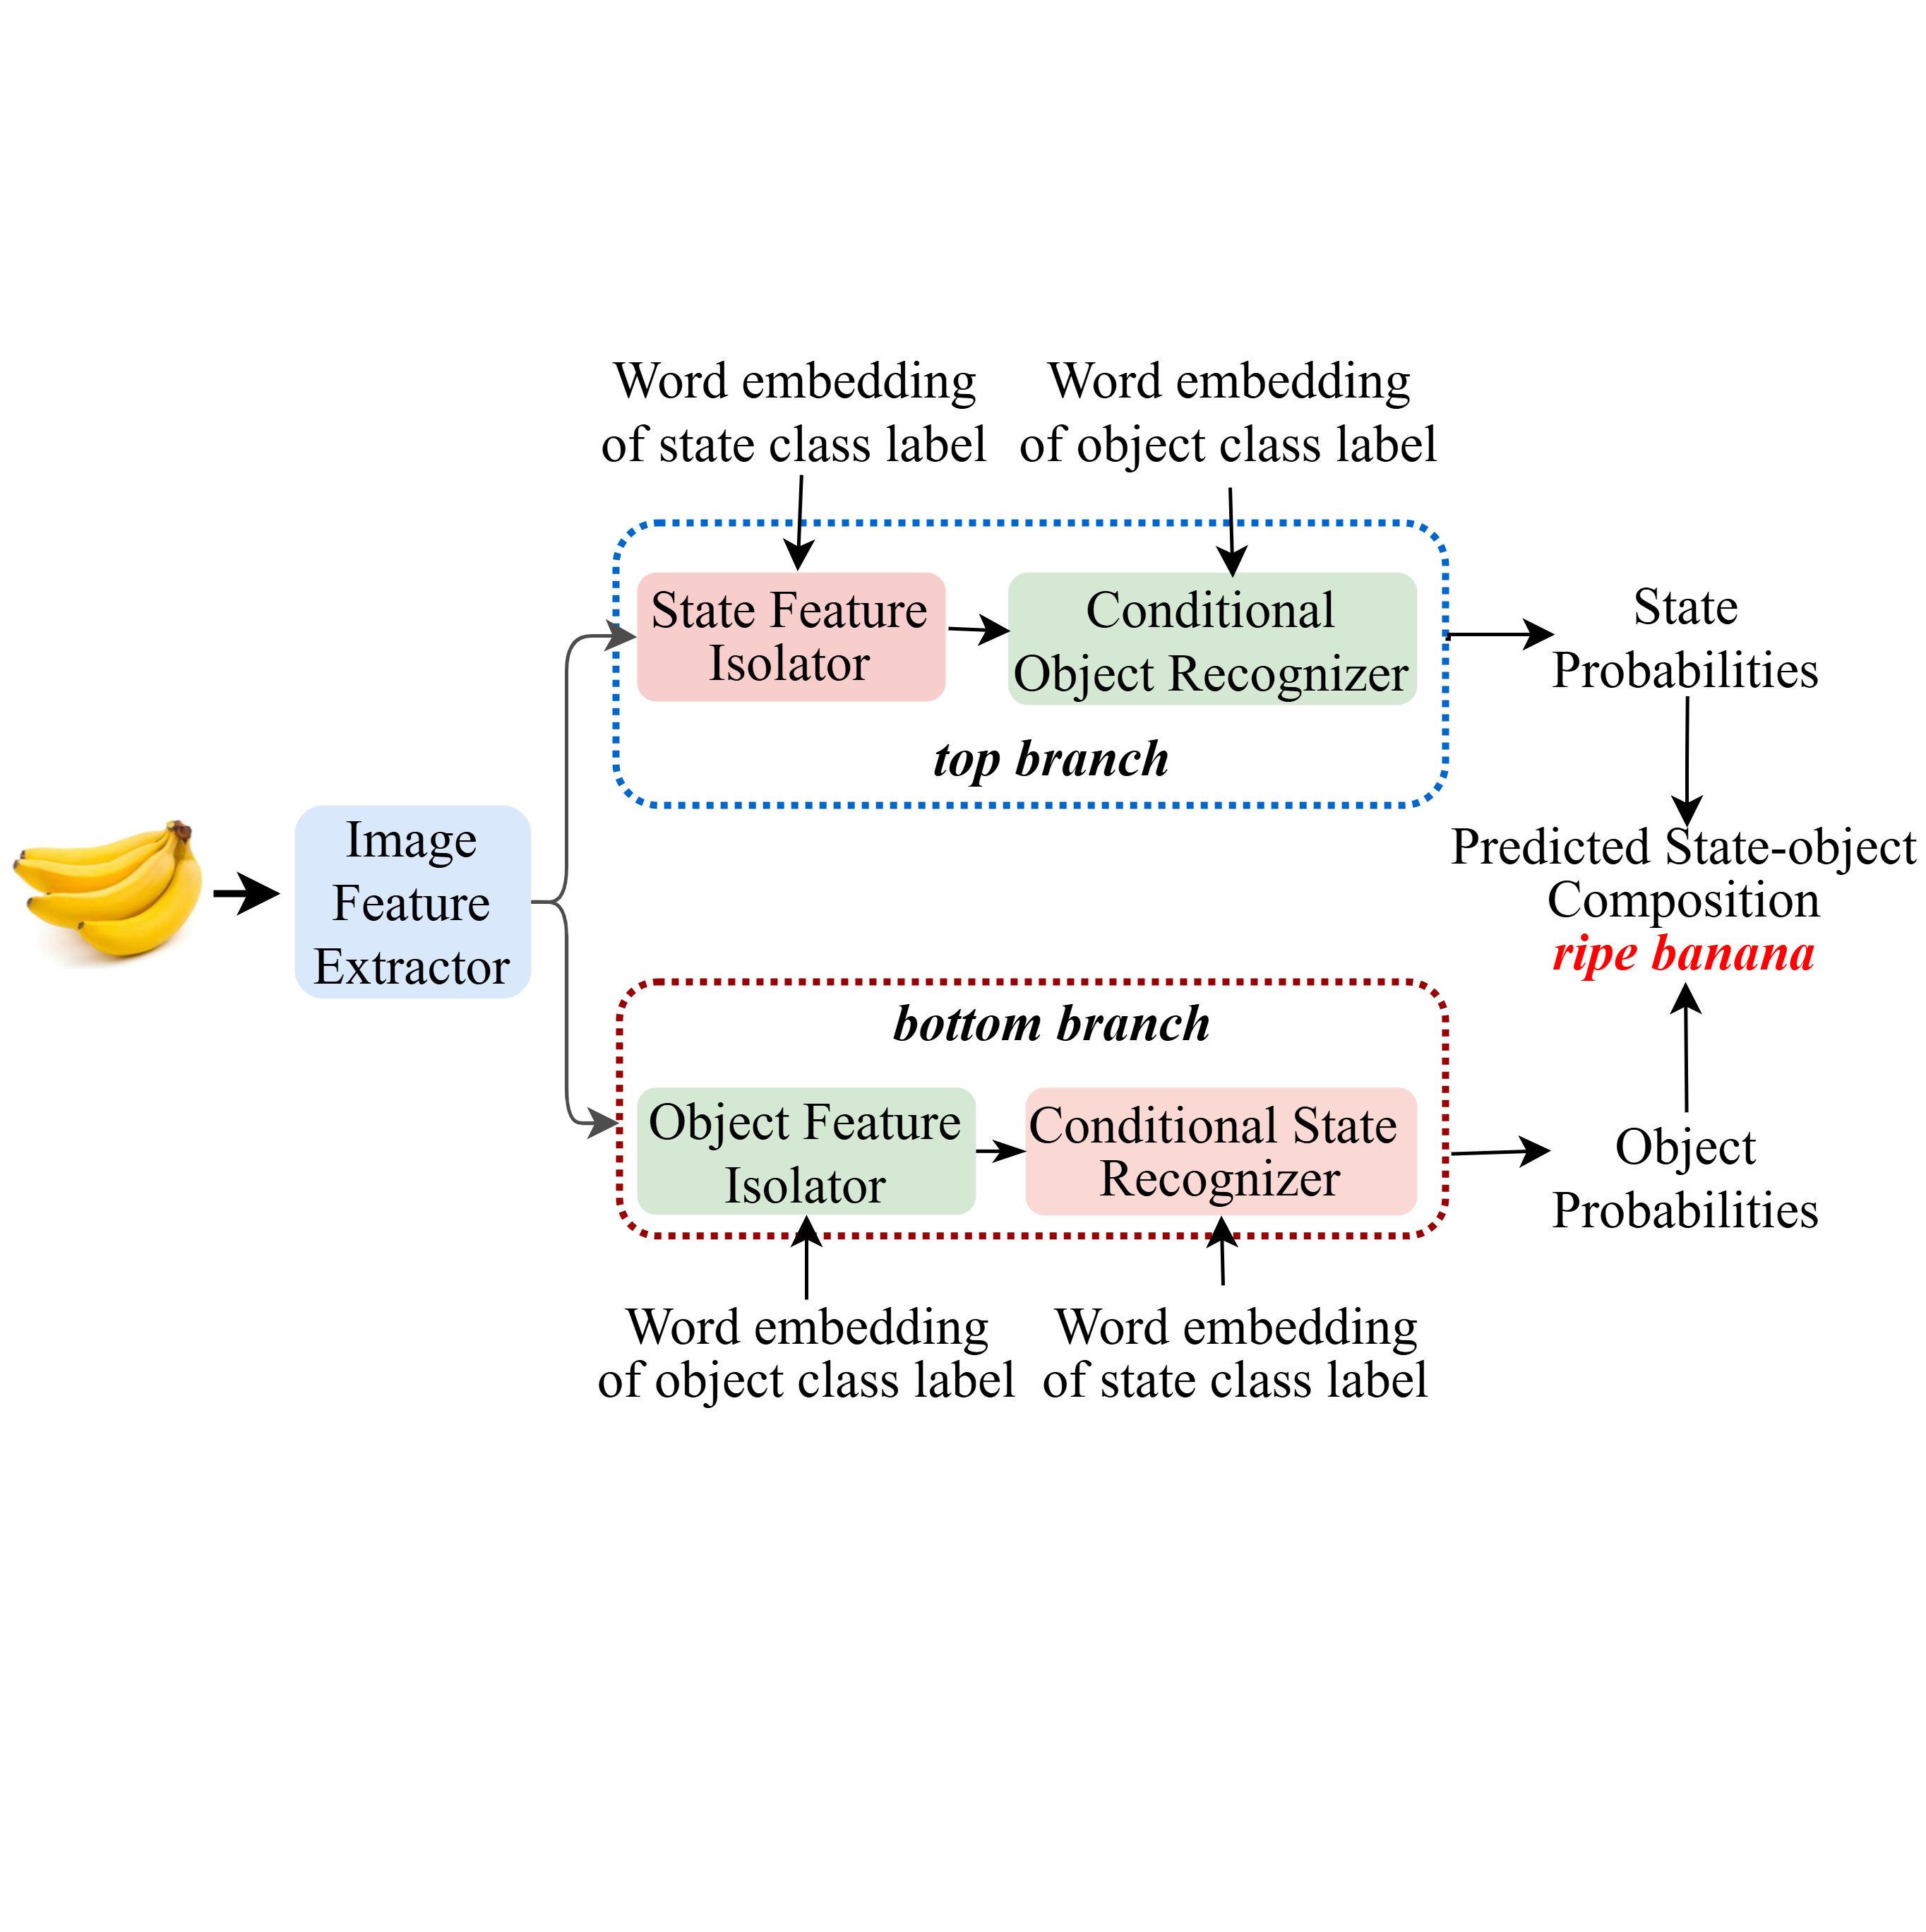 Word embedding
of state class label
Word embedding
of object class label
State Feature
Isolator
Conditional
Object Recognizer
top branch
State
Probabilities
Image
Feature
Extractor
Predicted State-object
Composition
ripe banana
bottom branch
Object Feature
Isolator
Conditional State
Recognizer
Object
Probabilities
Word embedding
of object class label
Word embedding
of state class label